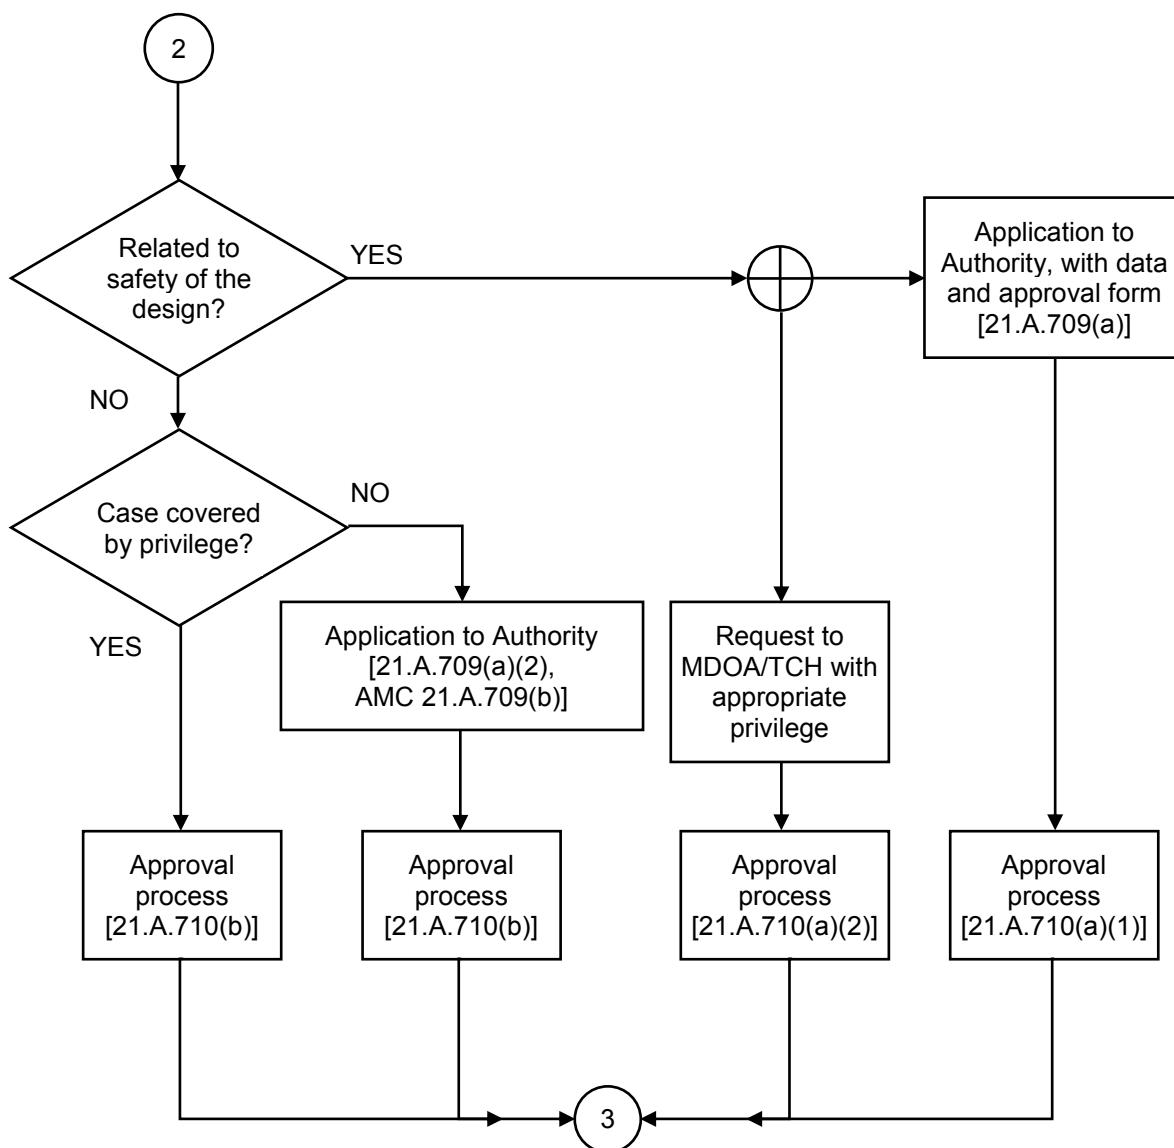 2
Related to
safety of the
design?
YES
Application to
Authority, with data
and approval form
[21.A.709(a)]
NO
Case covered
by privilege?
NO
YES
Application to Authority
[21.A.709(a)(2),
AMC 21.A.709(b)]
Request to
MDOA/TCH with
appropriate
privilege
Approval
process
[21.A.710(b)]
Approval
process
[21.A.710(b)]
Approval
process
[21.A.710(a)(2)]
Approval
process
[21.A.710(a)(1)]
3